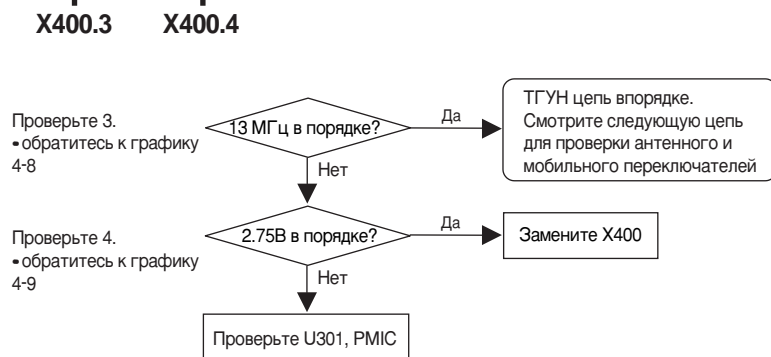 X400.3 X400.4
Проверьте 3.
•обратитесь к графику
4-8
13 МГц в порядке?
Да
ТГУН цепь впорядке.
Смотрите следующую цепь
для проверки антенного и
мобильного переключателей
Нет
Проверьте 4.
•обратитесь к графику
4-9
2.75В в порядке?
Да
Замените X400
Нет
Проверьте U301, PMIC